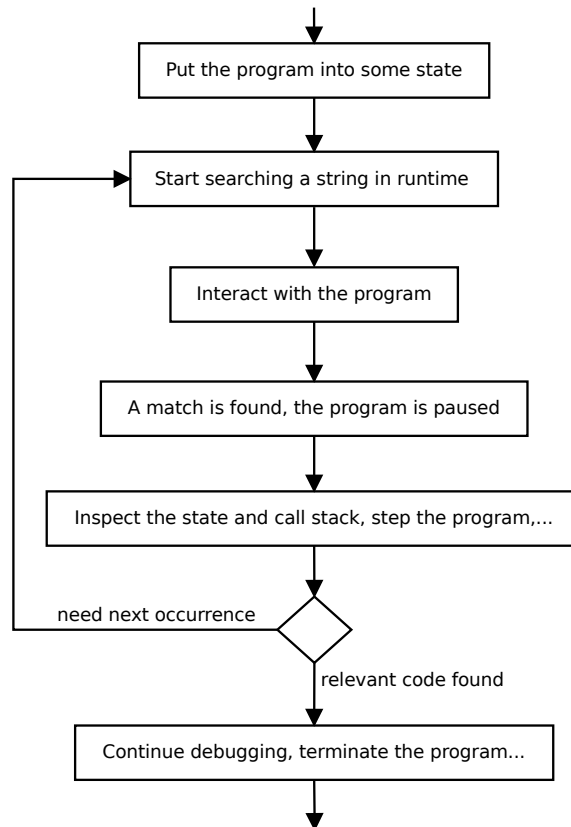 Put the program into some state
Start searching a string in runtime
Interact with the program
A match is found, the program is paused
Inspect the state and call stack, step the program,...
need next occurrence
relevant code found
Continue debugging, terminate the program...